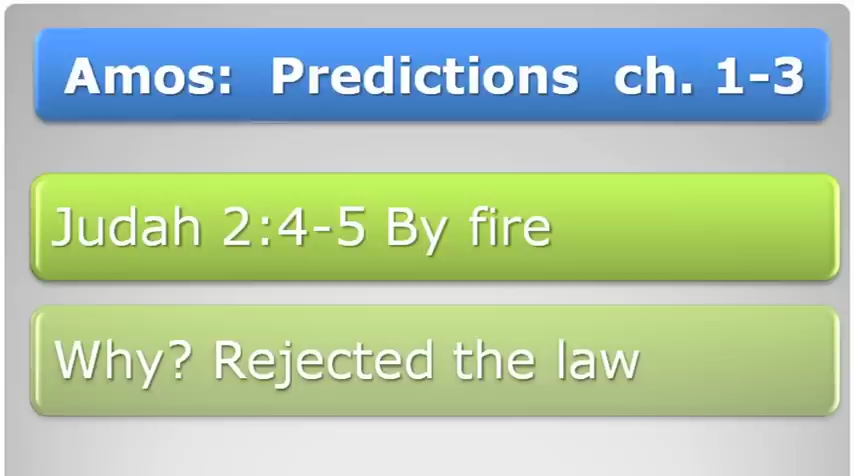 Amos: Predictions ch. 1-3
Judah 2:4-5 By fire
Why? Rejected the law